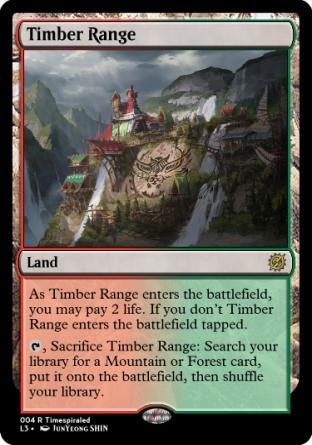 Timber Range
Land
As Timber Range enters the battlefield,
you may pay 2 life. If you don't Timber
Range enters the battlefield tapped.
, Sacrifice Timber Range: Search your
library for a Mountain or Forest card,
put it onto the battlefield, then shuffle
your library.
004 R Timespiraled
L3 • JUNYEONG SHIN